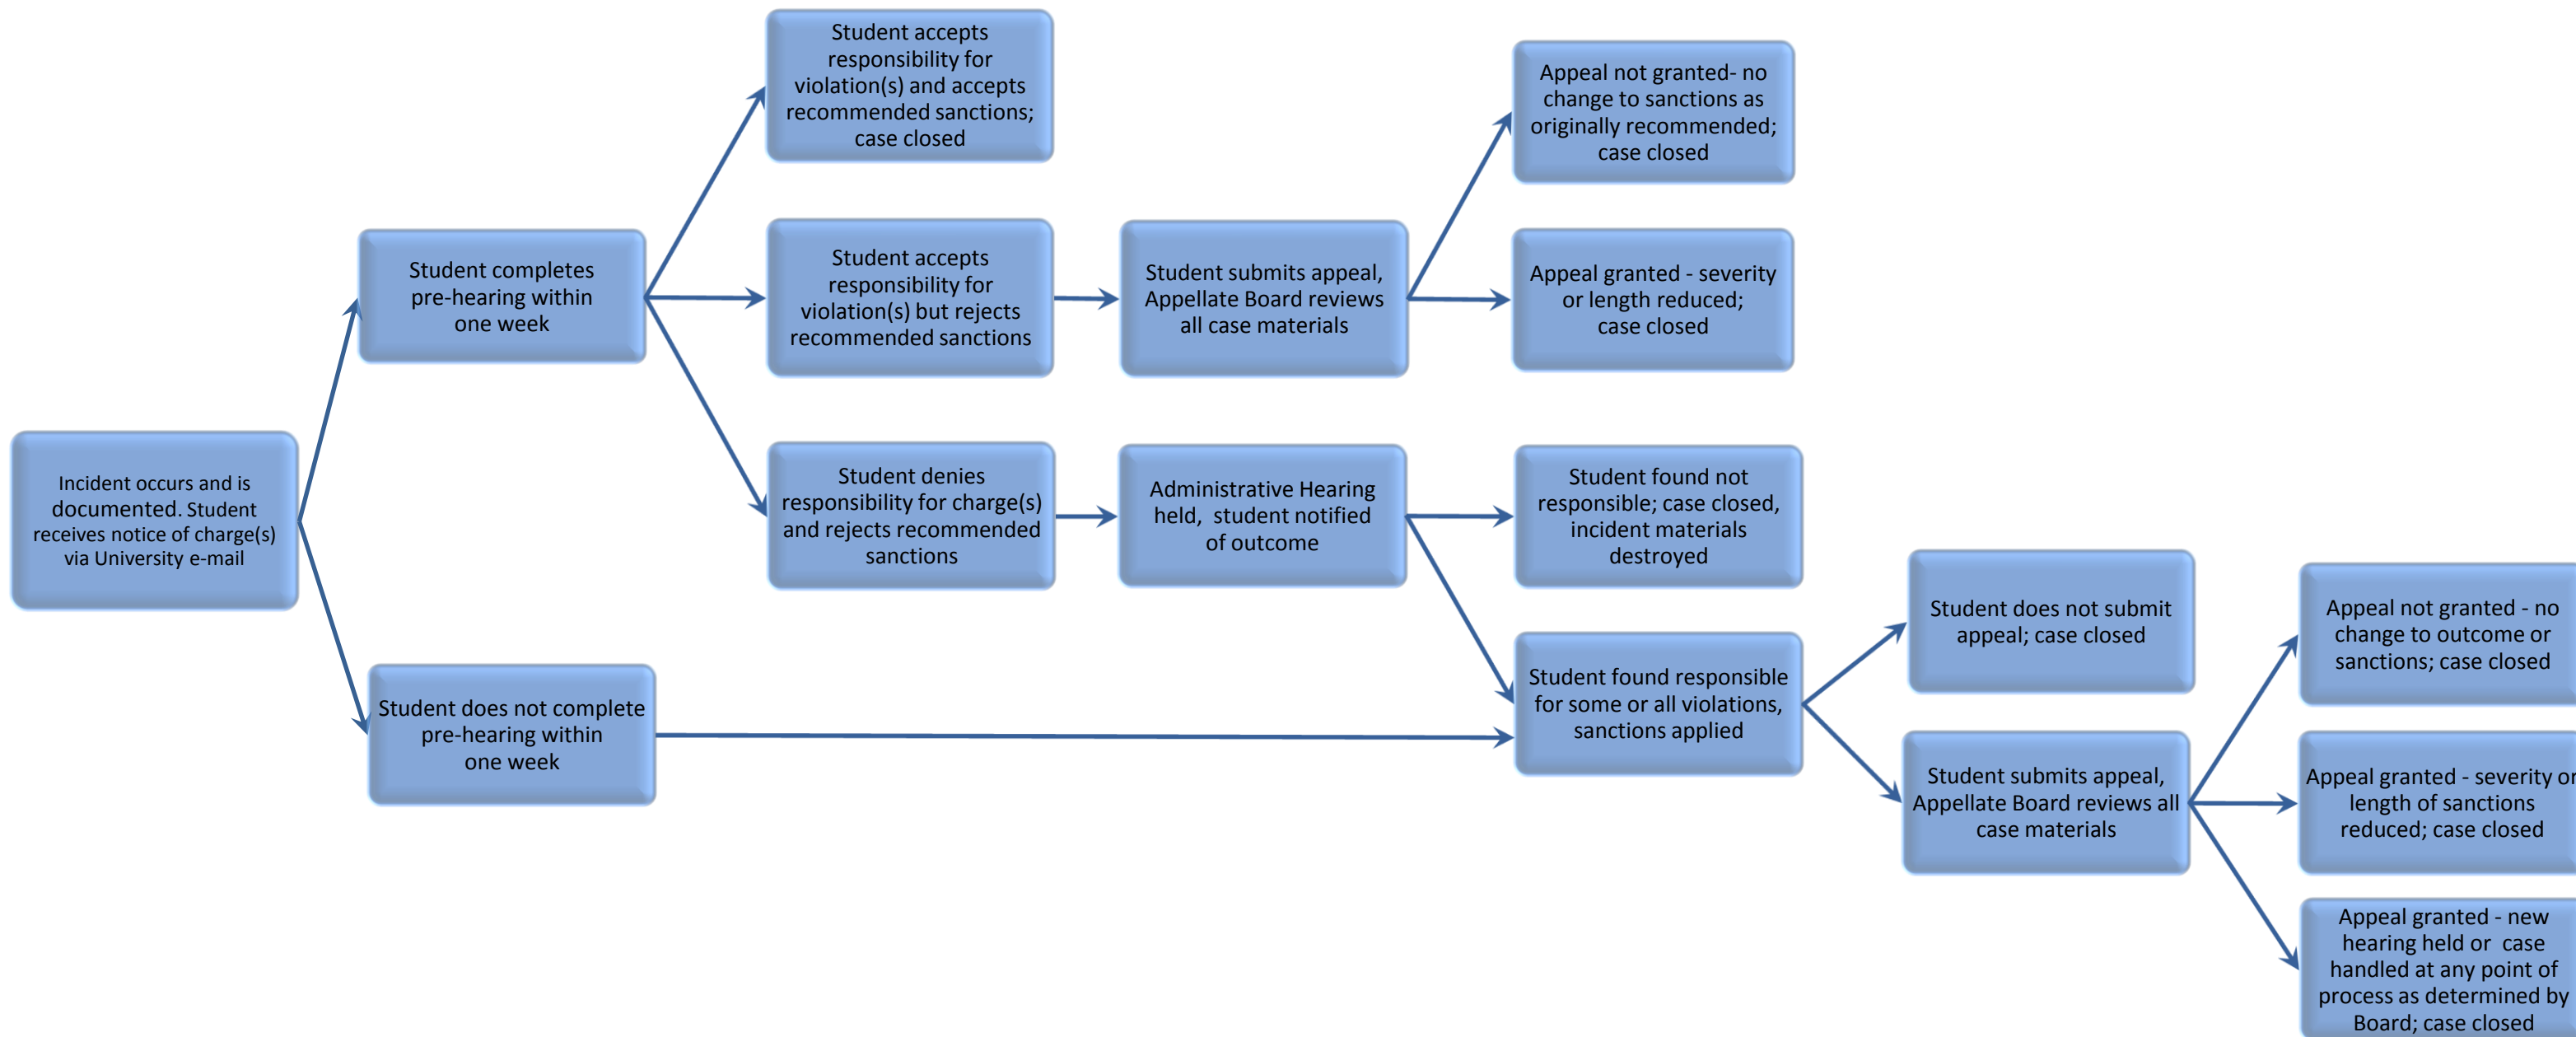 Student accepts
responsibility for
violation(s) and accepts
recommended sanctions;
case closed
Appeal not granted- no
change to sanctions as
originally recommended;
case closed
Student completes
pre-hearing within
one week
Student accepts
responsibility for
violation(s) but rejects
recommended sanctions
Student submits appeal,
Appellate Board reviews
all case materials
Appeal granted - severity
or length reduced;
case closed
Incident occurs and is
documented. Student
receives notice of charge(s)
via University e-mail
Student denies
responsibility for charge(s)
and rejects recommended
sanctions
Administrative Hearing
held, student notified
of outcome
Student found not
responsible; case closed,
incident materials
destroyed
Student does not submit
appeal; case closed
Appeal not granted - no
change to outcome or
sanctions; case closed
Student does not complete
pre-hearing within
one week
Student found responsible
for some or all violations,
sanctions applied
Student submits appeal,
Appellate Board reviews all
case materials
Appeal granted - severity or
length of sanctions
reduced; case closed
Appeal granted - new
hearing held or case
handled at any point of
process as determined by
Board; case closed